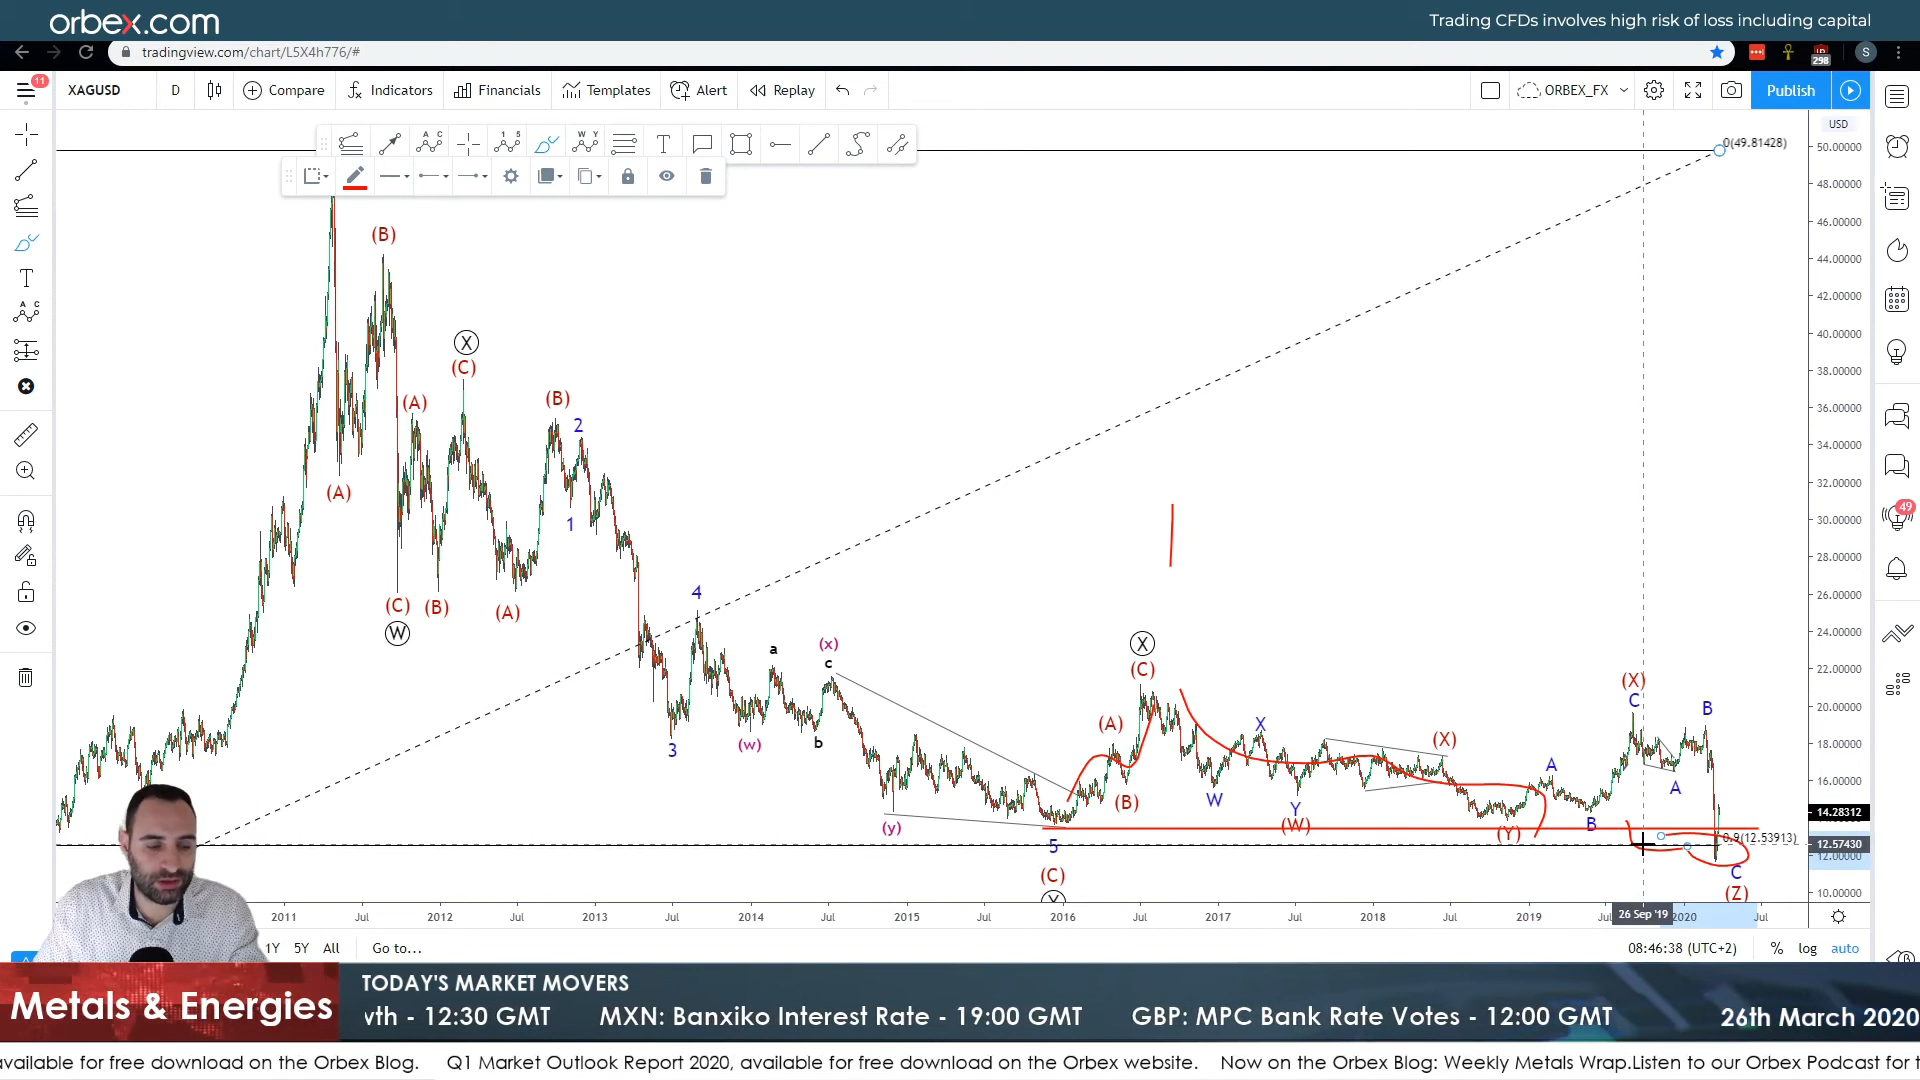 orbex.com
Trading CFDs involves high risk of loss including capital
tradingview.com/chart/L5X4h776/#
S
298
11
XAGUSD
D
Compare
Indicators
Financials
Templates
Alert
Replay
ORBEX_FX
Publish
USD
0(49.81428)
50.00000
48.00000
46.00000
44.00000
42.00000
40.00000
38.00000
36.00000
34.00000
32.00000
30.00000
28.00000
26.00000
24.00000
22.00000
20.00000
18.00000
16.00000
14.28312
0.9(12.53913)
12.57430
12.00000
10.00000
49
(B)
X
(C)
(A)
(B)
2
(A)
1
(C)
(B)
(A)
W
4
a
(x)
c
3
(w)
b
(y)
X
(C)
(A)
(B)
5
(C)
X
W
Y
(W)
(X)
(Y)
A
B
(X)
C
B
A
C
(Z)
2011
Jul
2012
Jul
2013
Jul
2014
Jul
2015
Jul
2016
Jul
2017
Jul
2018
Jul
2019
26 Sep '19
2020
Jul
1Y
5Y
All
Go to...
08:46:38 (UTC+2)
%
log
auto
Metals & Energies
TODAY'S MARKET MOVERS
- 12:30 GMT MXN: Banxiko Interest Rate - 19:00 GMT GBP: MPC Bank Rate Votes - 12:00 GMT
26th March 2020
available for free download on the Orbex Blog. Q1 Market Outlook Report 2020, available for free download on the Orbex website. Now on the Orbex Blog: Weekly Metals Wrap.Listen to our Orbex Podcast for